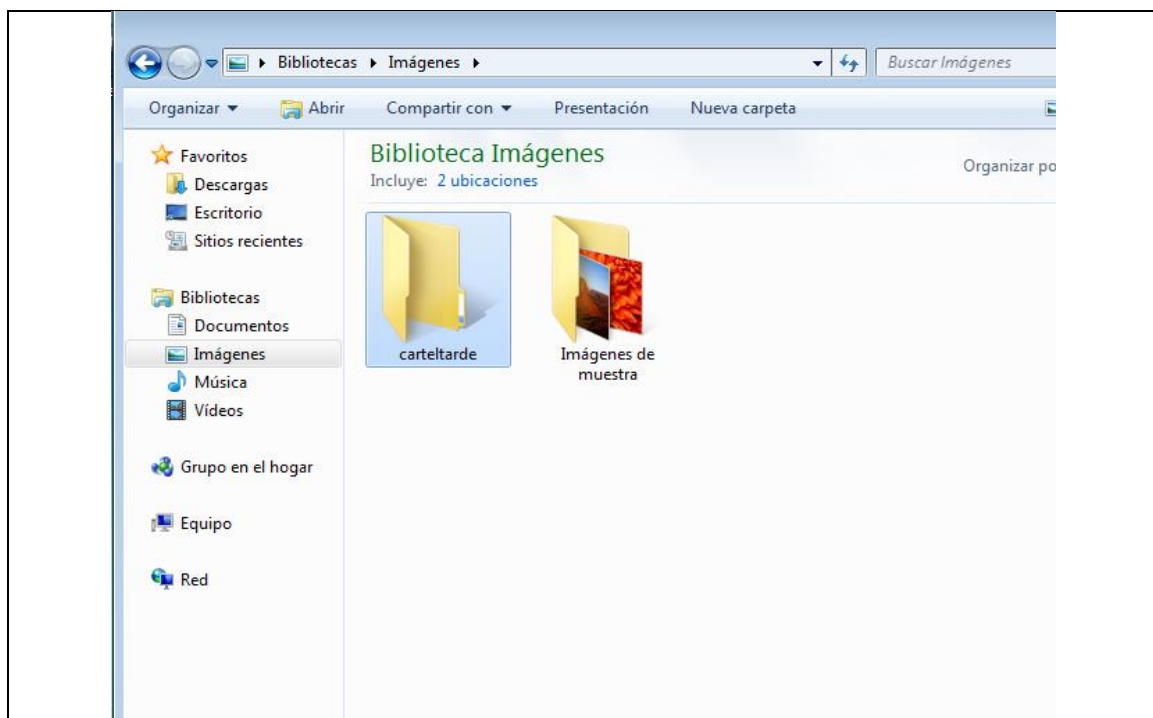 Bibliotecas Imágenes Buscar Imágenes
Organizar Abrir Compartir con Presentación Nueva carpeta
Favoritos
Descargas
Escritorio
Sitios recientes
Bibliotecas
Documentos
Imágenes
Música
Vídeos
Grupo en el hogar
Equipo
Red
Biblioteca Imágenes
Incluye: 2 ubicaciones
Organizar po
carteltarde
Imágenes de
muestra